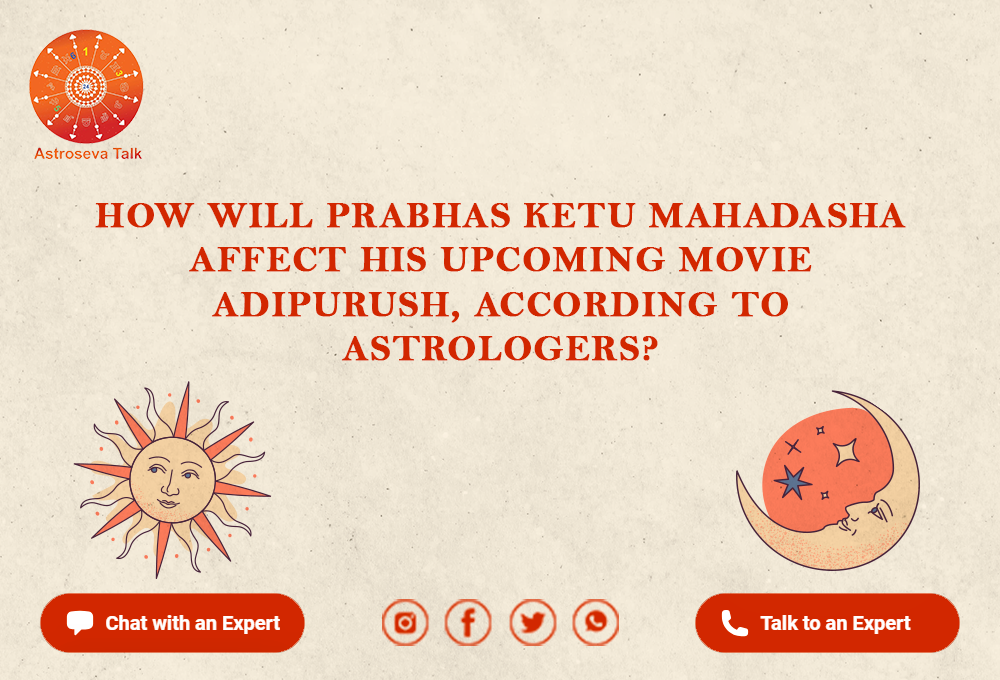 Astroseva Talk
HOW WILL PRABHAS KETU MAHADASHA
AFFECT HIS UPCOMING MOVIE
ADIPURUSH, ACCORDING TO
ASTROLOGERS?
Chat with an Expert
Talk to an Expert